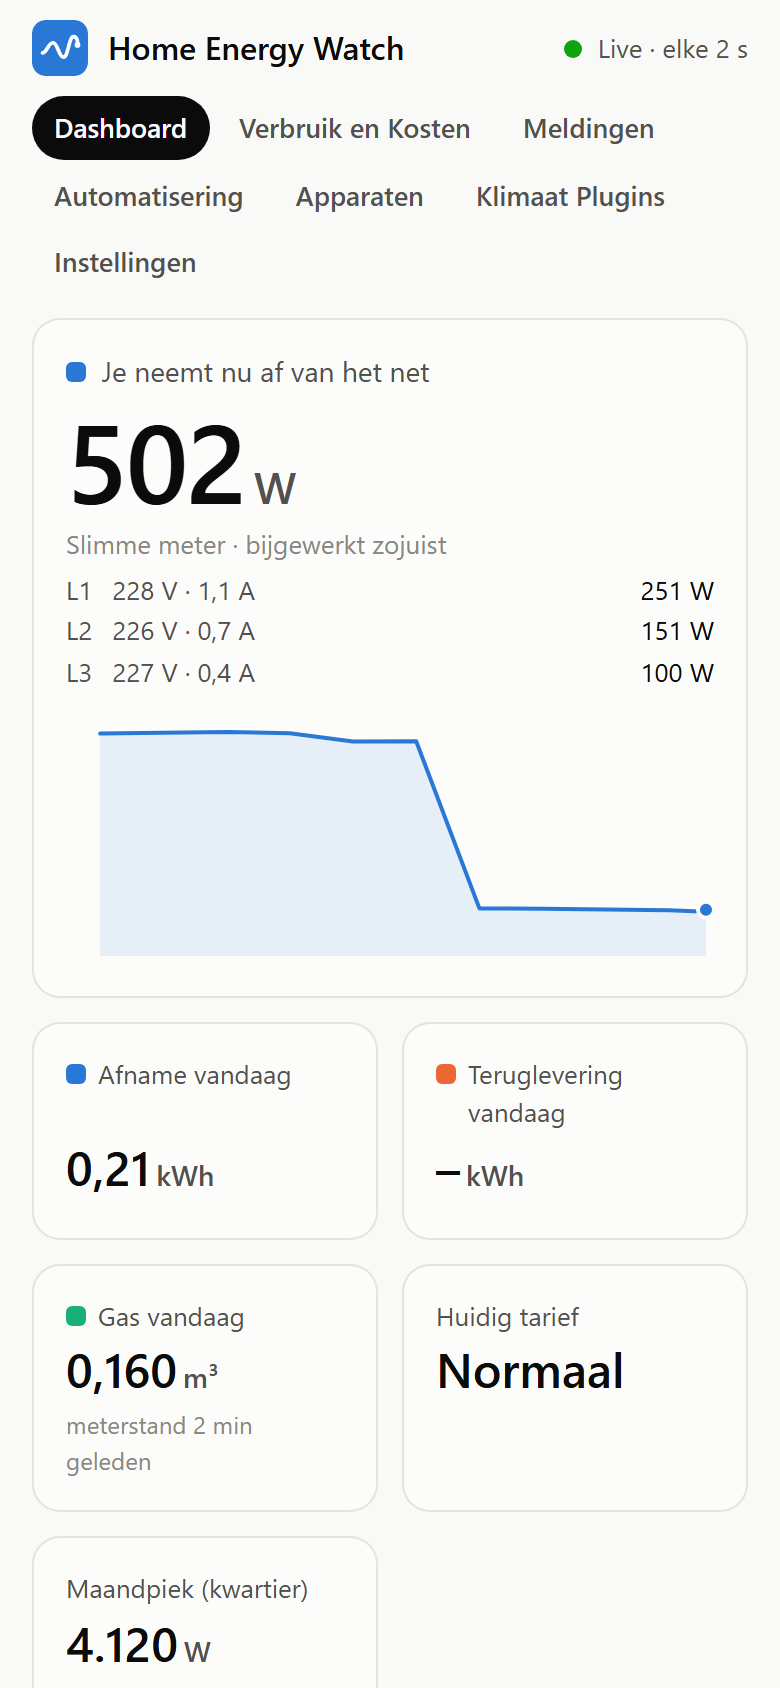 Home Energy Watch
Live · elke 2 s
Dashboard
Verbruik en Kosten
Meldingen
Automatisering
Apparaten
Klimaat Plugins
Instellingen
Je neemt nu af van het net
502 W
Slimme meter · bijgewerkt zojuist
L1 228 V · 1,1 A 251 W
L2 226 V · 0,7 A 151 W
L3 227 V · 0,4 A 100 W
Afname vandaag
0,21 kWh
Teruglevering
vandaag
– kWh
Gas vandaag
0,160 m³
meterstand 2 min
geleden
Huidig tarief
Normaal
Maandpiek (kwartier)
4.120 W